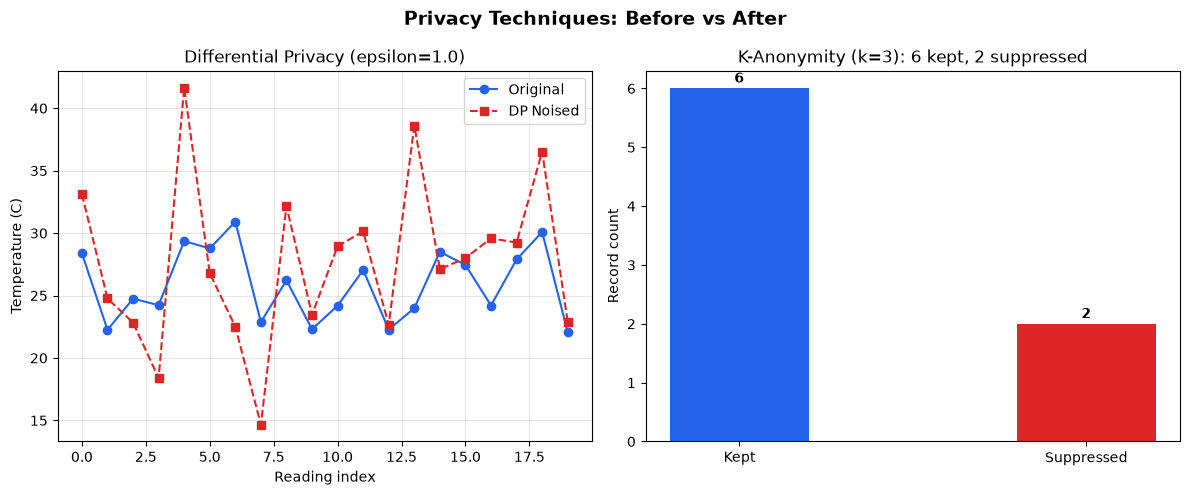 Privacy Techniques: Before vs After
Differential Privacy (epsilon=1.0)
Original
DP Noised
Temperature (C)
40
35
30
25
20
15
0.0 2.5 5.0 7.5 10.0 12.5 15.0 17.5
Reading index
K-Anonymity (k=3): 6 kept, 2 suppressed
Record count
6
5
4
3
2
1
0
6
2
Kept Suppressed